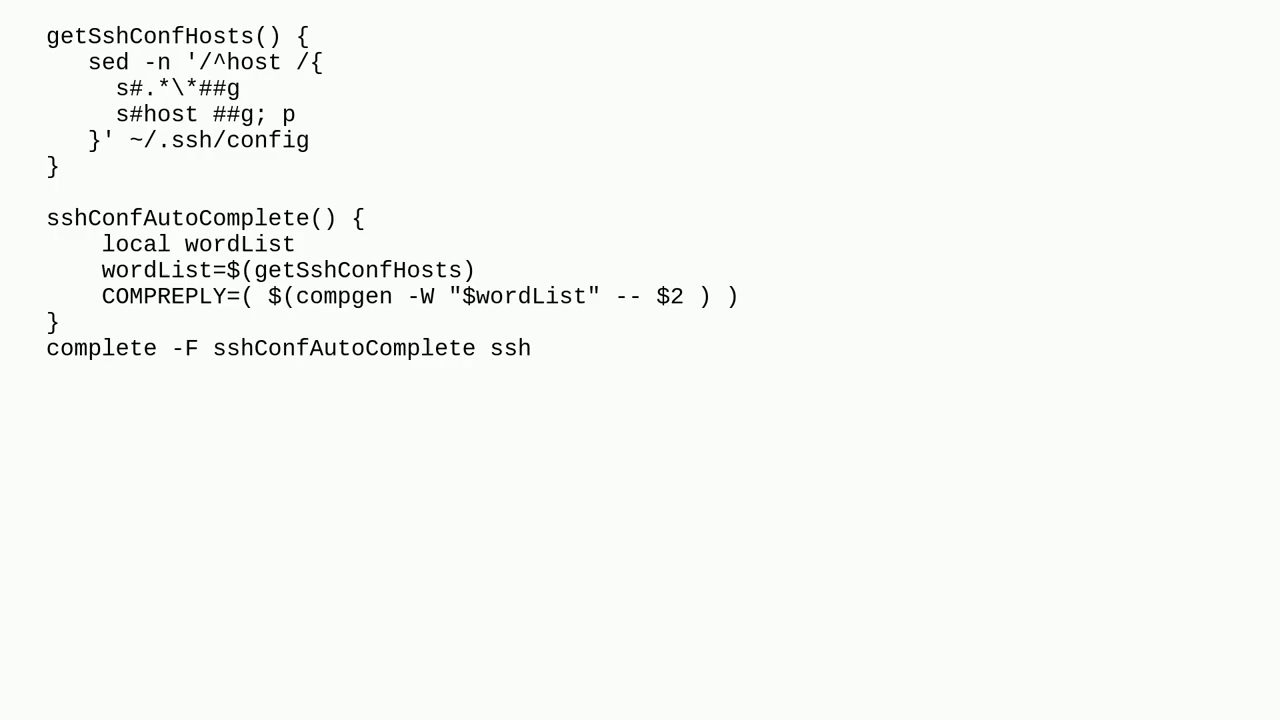 getSshConfHosts() {
   sed -n '/^host /{
     s#.*\*##g
     s#host ##g; p
   }' ~/.ssh/config
}

sshConfAutoComplete() {
    local wordList
    wordList=$(getSshConfHosts)
    COMPREPLY=( $(compgen -W "$wordList" -- $2 ) )
}
complete -F sshConfAutoComplete ssh